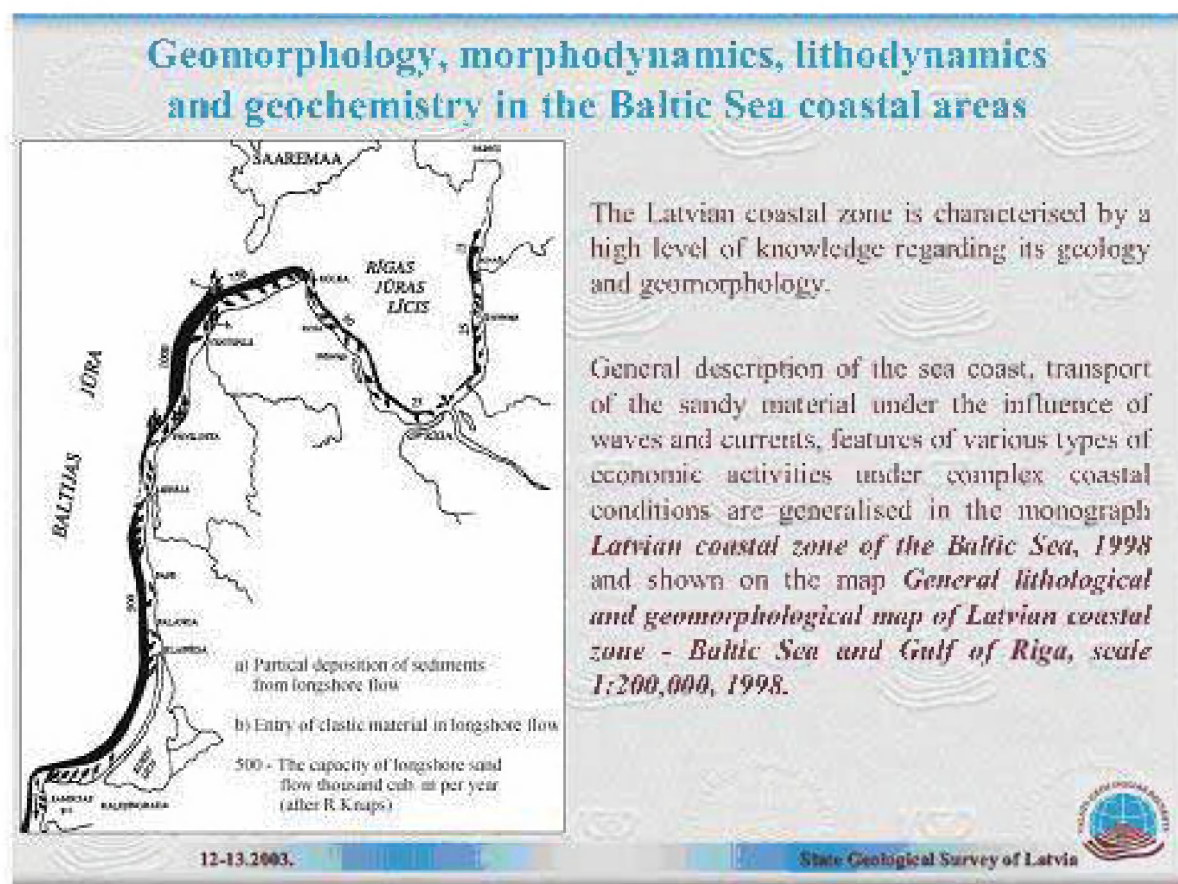 Geomorphology, morphodynamics, lithodynamics
and geochemistry in the Baltic Sea coastal areas
SAAREMAA
RĪGAS
JŪRAS
LĪCIS
KOLKA
JŪRA
BALTIJAS
PAVILOSTA
RĪGA
500
PALANGA
KLAIPĒDA
a) Partical deposition of sediments
from longshore flow
b) Entry of clastic material in longshore flow
500 - The capacity of longshore sand
flow thousand cub. m per year
(after R Knaps)
The Latvian coastal zone is characterised by a
high level of knowledge regarding its geology
and geomorphology.
General description of the sea coast, transport
of the sandy material under the influence of
waves and currents, features of various types of
economic activities under complex coastal
conditions are generalised in the monograph
Latvian coastal zone of the Baltic Sea, 1998
and shown on the map General lithological
and geomorphological map of Latvian coastal
zone - Baltic Sea and Gulf of Riga, scale
1:200,000, 1998.
12-13.2003.
State Geological Survey of Latvia